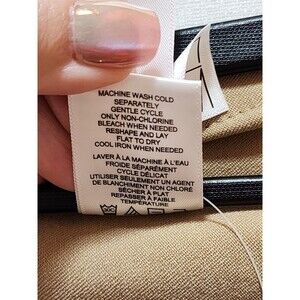 MACHINE WASH COLD
SEPARATELY
GENTLE CYCLE
ONLY NON-CHLORINE
BLEACH WHEN NEEDED
RESHAPE AND LAY
FLAT TO DRY
COOL IRON WHEN NEEDED
LAVER À LA MACHINE À L'EAU
FROIDE SÉPARÉMENT
CYCLE DÉLICAT
UTILISER SEULEMENT UN AGENT
DE BLANCHIMENT NON CHLORÉ
SÉCHER À PLAT
REPASSER À FAIBLE
TEMPÉRATURE